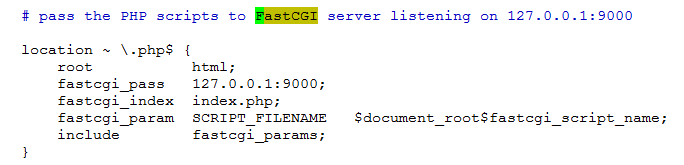 # pass the PHP scripts to FastCGI server listening on 127.0.0.1:9000
location ~ \.php$ {
root html;
fastcgi_pass 127.0.0.1:9000;
fastcgi_index index.php;
fastcgi_param SCRIPT_FILENAME $document_root$fastcgi_script_name;
include fastcgi_params;
}